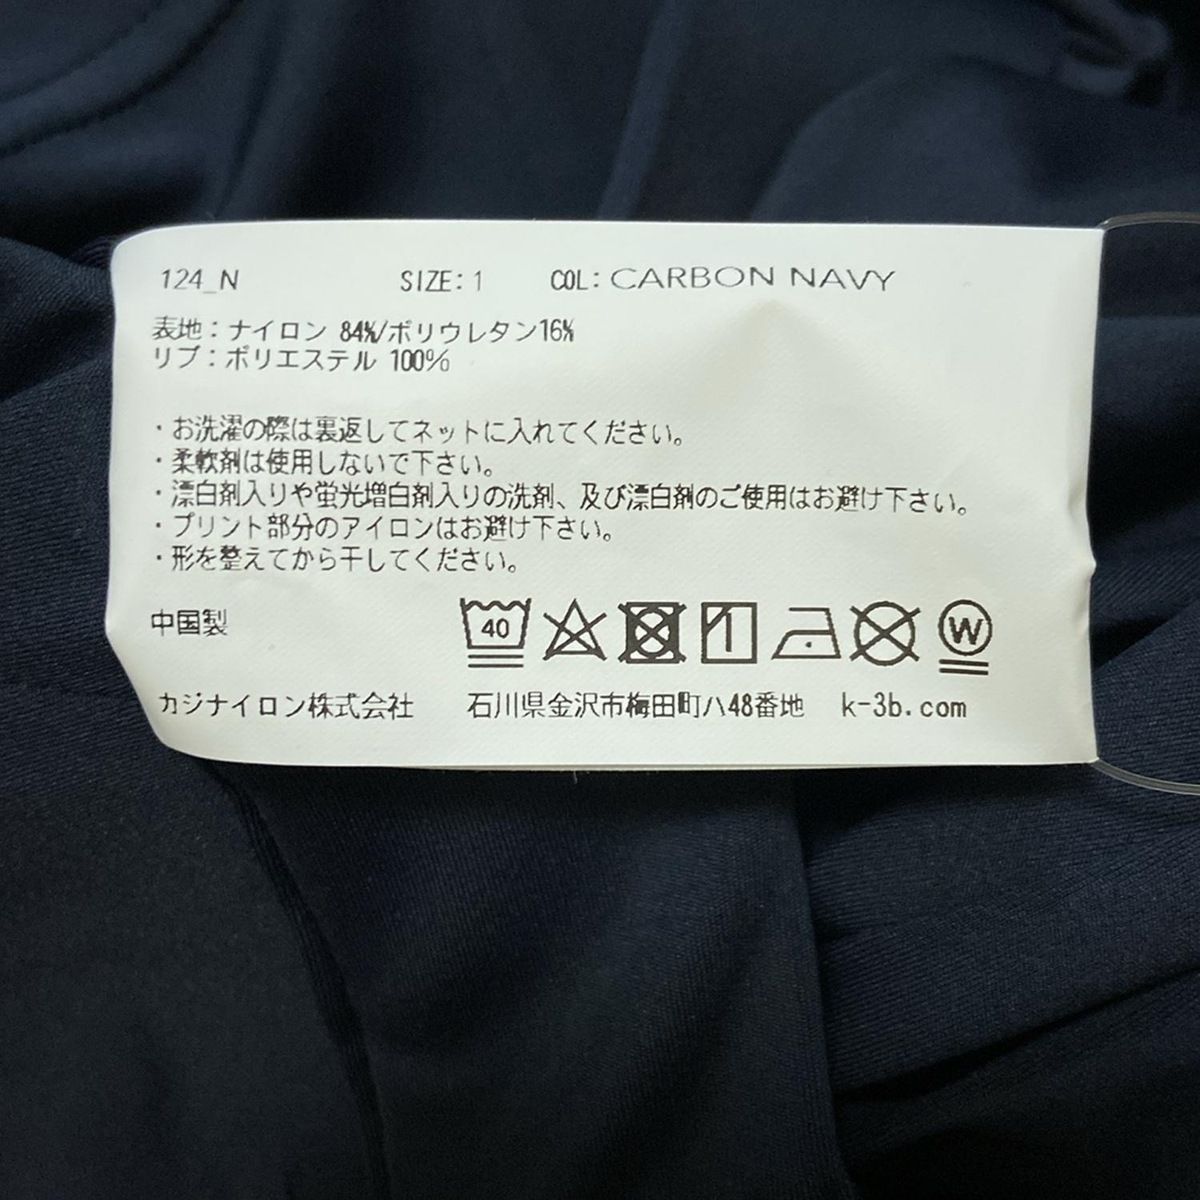 124_N SIZE:1 COL:CARBON NAVY
表地：ナイロン 84%/ポリウレタン16%
リブ：ポリエステル 100%
・お洗濯の際は裏返してネットに入れてください。
・柔軟剤は使用しないで下さい。
・漂白剤入りや蛍光増白剤入りの洗剤、及び漂白剤のご使用はお避け下さい。
・プリント部分のアイロンはお避け下さい。
・形を整えてから干してください。
中国製 40 W
カジナイロン株式会社 石川県金沢市梅田町ハ48番地 k-3b.com